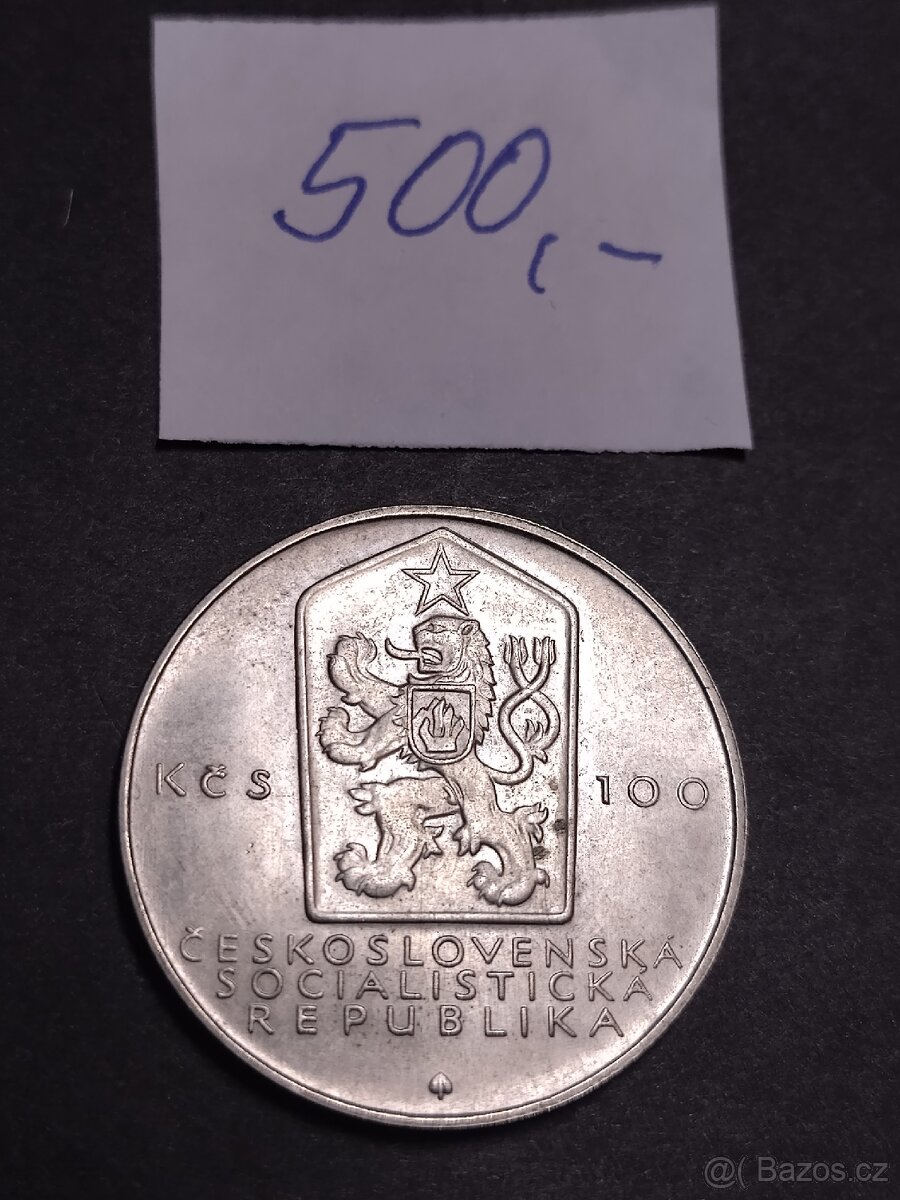 500,-
Kčs 100
ČESKOSLOVENSKÁ
SOCIALISTICKÁ
REPUBLIKA
@( Bazos.cz